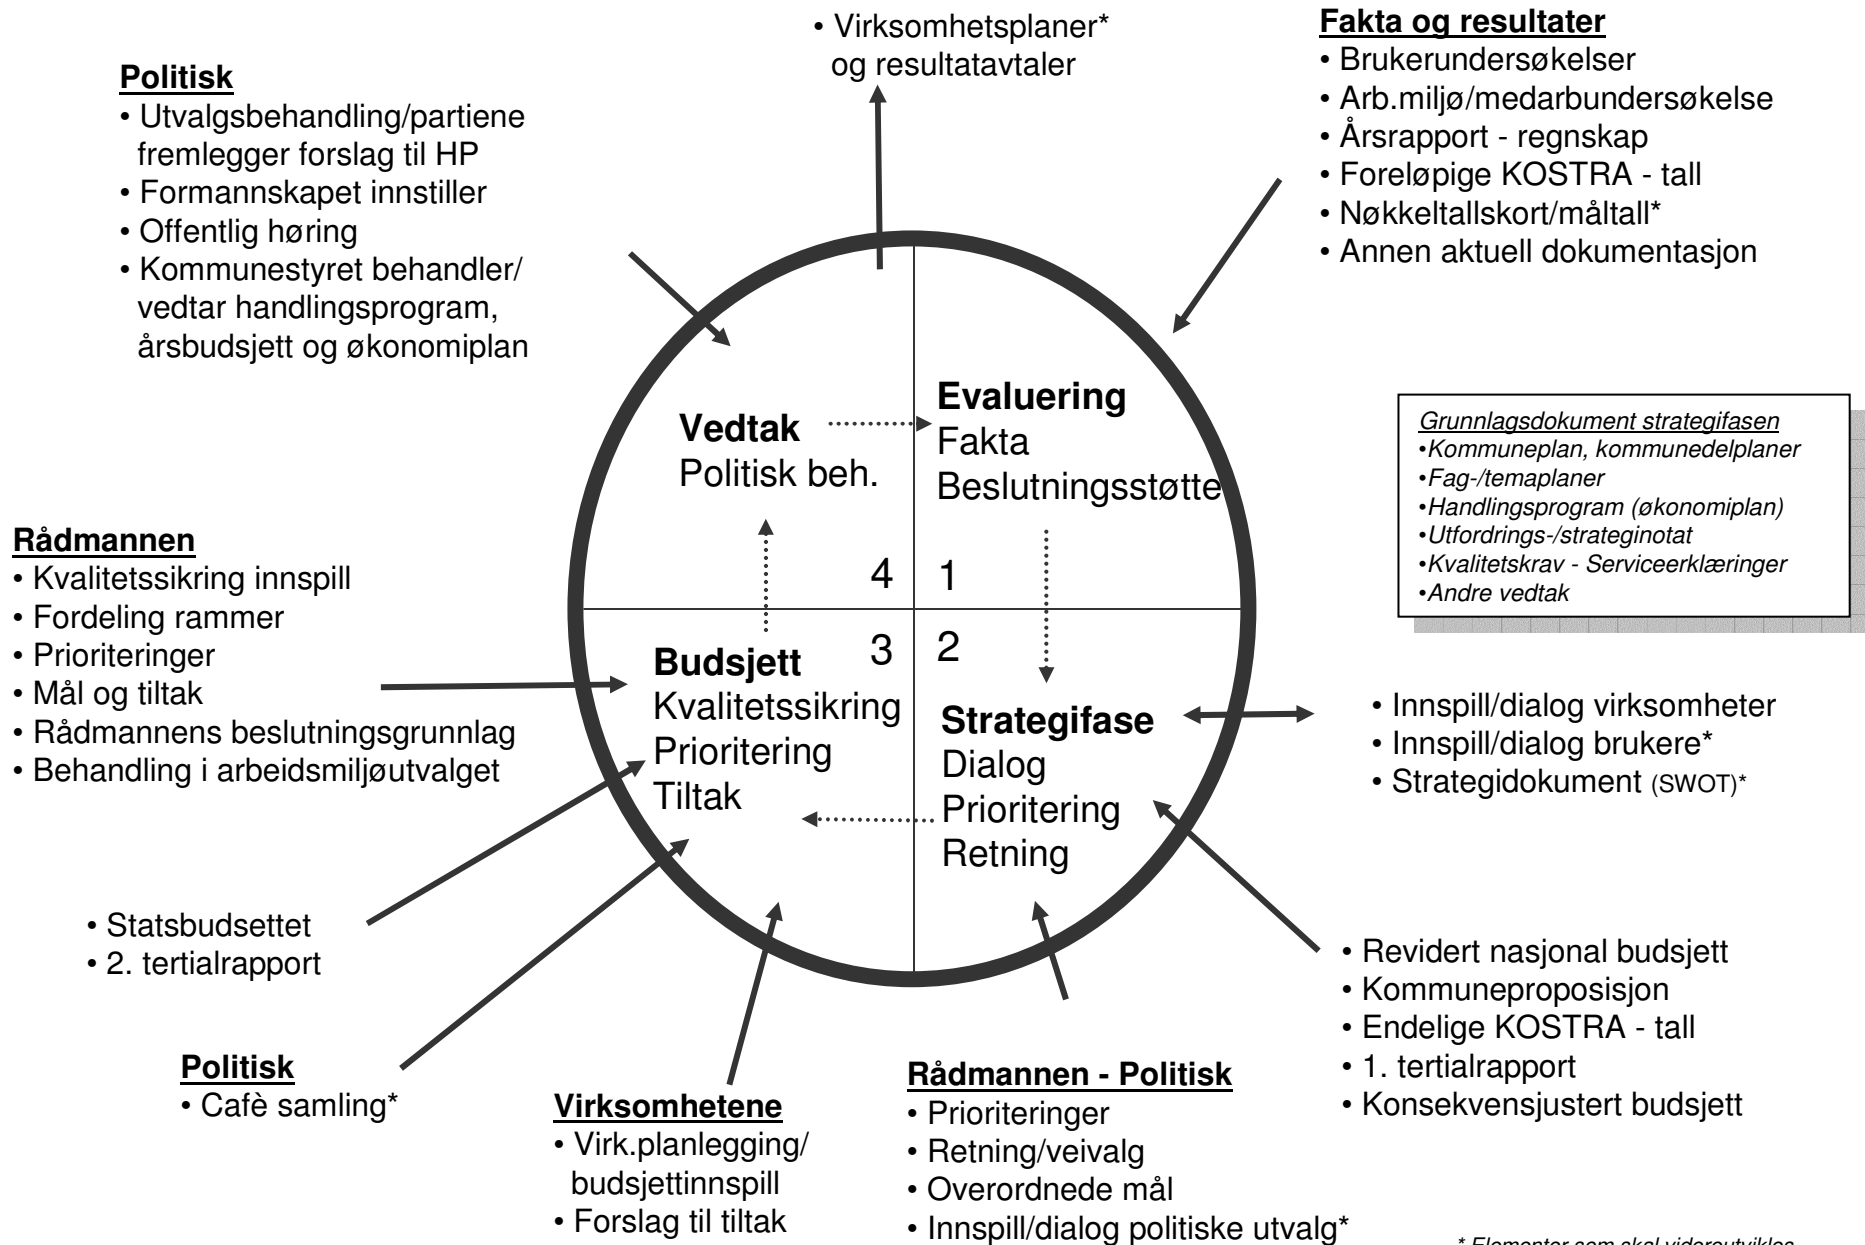 • Virksomhetsplaner*
og resultatavtaler
Fakta og resultater
• Brukerundersøkelser
• Arb.miljø/medarbundersøkelse
• Årsrapport - regnskap
• Foreløpige KOSTRA - tall
• Nøkkeltallskort/måltall*
• Annen aktuell dokumentasjon
Politisk
• Utvalgsbehandling/partiene
fremlegger forslag til HP
• Formannskapet innstiller
• Offentlig høring
• Kommunestyret behandler/
vedtar handlingsprogram,
årsbudsjett og økonomiplan
Vedtak
Politisk beh.
4
Evaluering
Fakta
Beslutningsstøtte
1
Grunnlagsdokument strategifasen
•Kommuneplan, kommunedelplaner
•Fag-/temaplaner
•Handlingsprogram (økonomiplan)
•Utfordrings-/strateginotat
•Kvalitetskrav - Serviceerklæringer
•Andre vedtak
Rådmannen
• Kvalitetssikring innspill
• Fordeling rammer
• Prioriteringer
• Mål og tiltak
• Rådmannens beslutningsgrunnlag
• Behandling i arbeidsmiljøutvalget
3
Budsjett
Kvalitetssikring
Prioritering
Tiltak
2
Strategifase
Dialog
Prioritering
Retning
• Innspill/dialog virksomheter
• Innspill/dialog brukere*
• Strategidokument (SWOT)*
• Statsbudsettet
• 2. tertialrapport
• Revidert nasjonal budsjett
• Kommuneproposisjon
• Endelige KOSTRA - tall
• 1. tertialrapport
• Konsekvensjustert budsjett
Politisk
• Cafè samling*
Virksomhetene
• Virk.planlegging/
budsjettinnspill
• Forslag til tiltak
Rådmannen - Politisk
• Prioriteringer
• Retning/veivalg
• Overordnede mål
• Innspill/dialog politiske utvalg*
* Elementer som skal videreutvikles